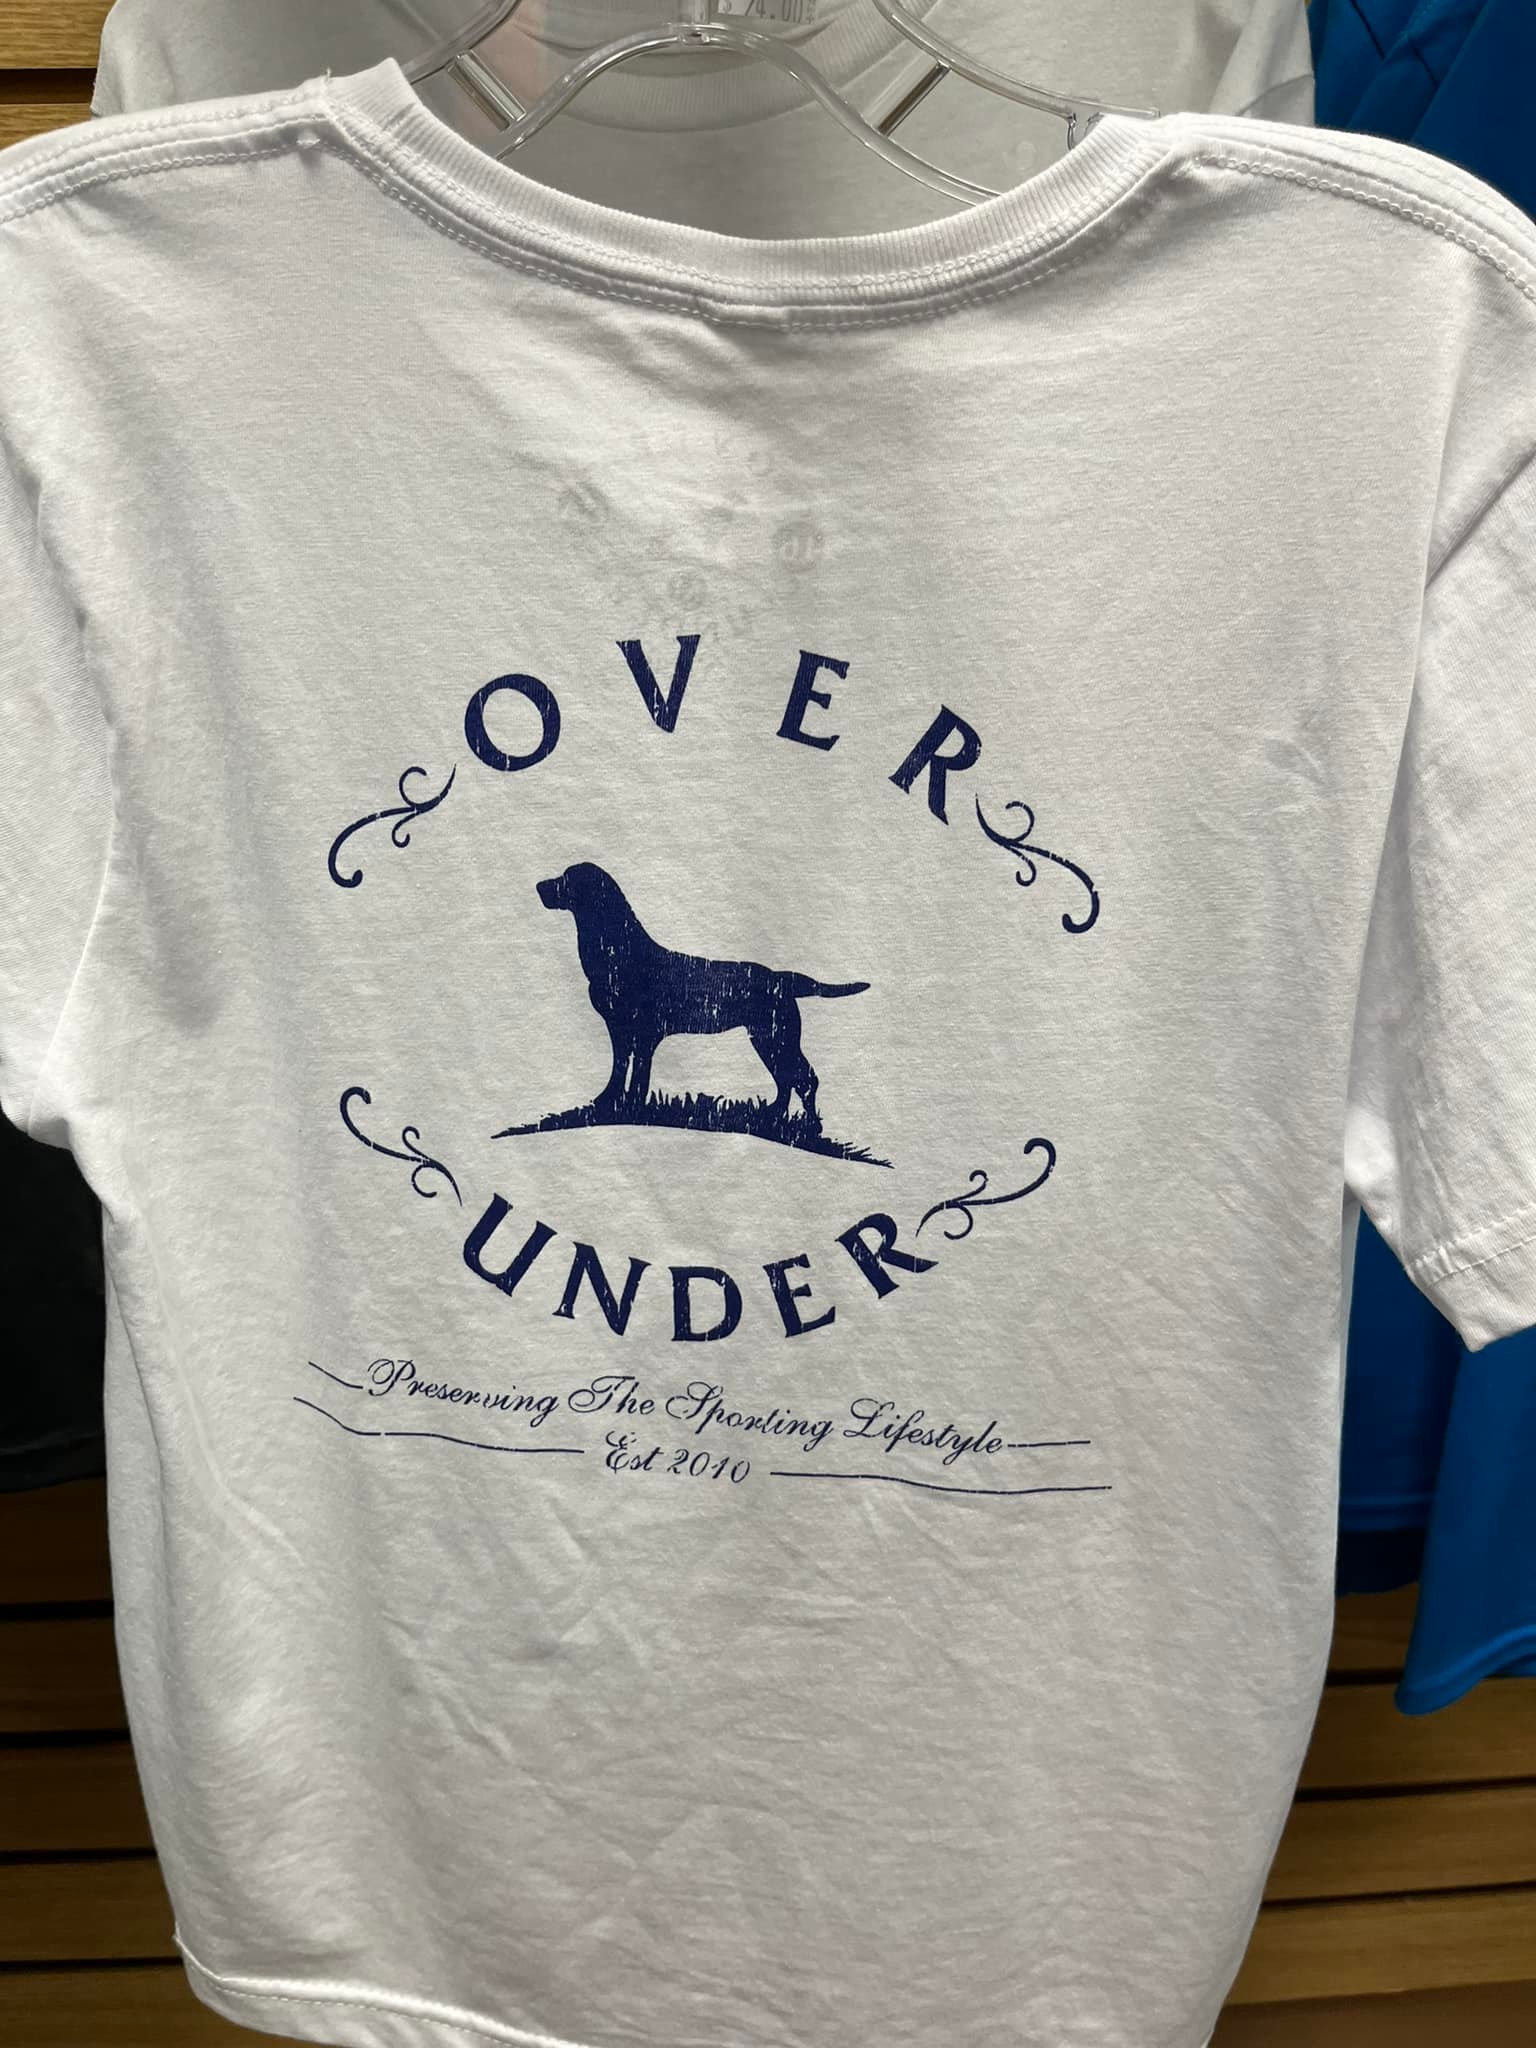 OVER
UNDER
Preserving The Sporting Lifestyle
Est 2010